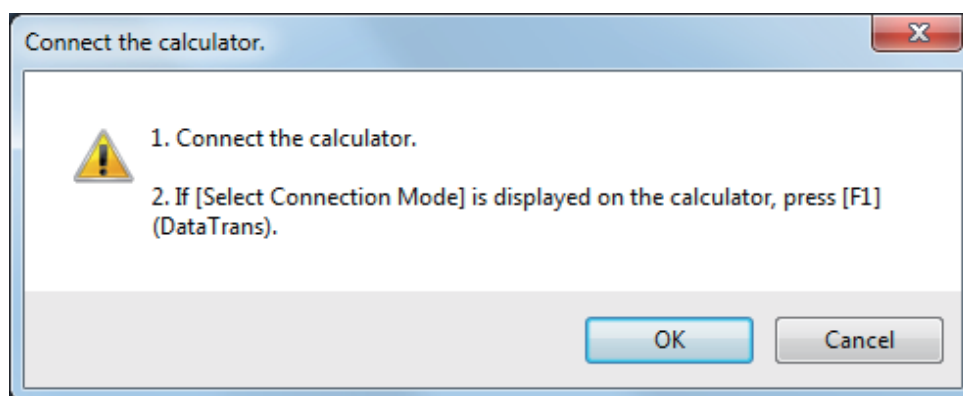 Connect the calculator.
1. Connect the calculator.
2. If [Select Connection Mode] is displayed on the calculator, press [F1]
(DataTrans).
OK
Cancel